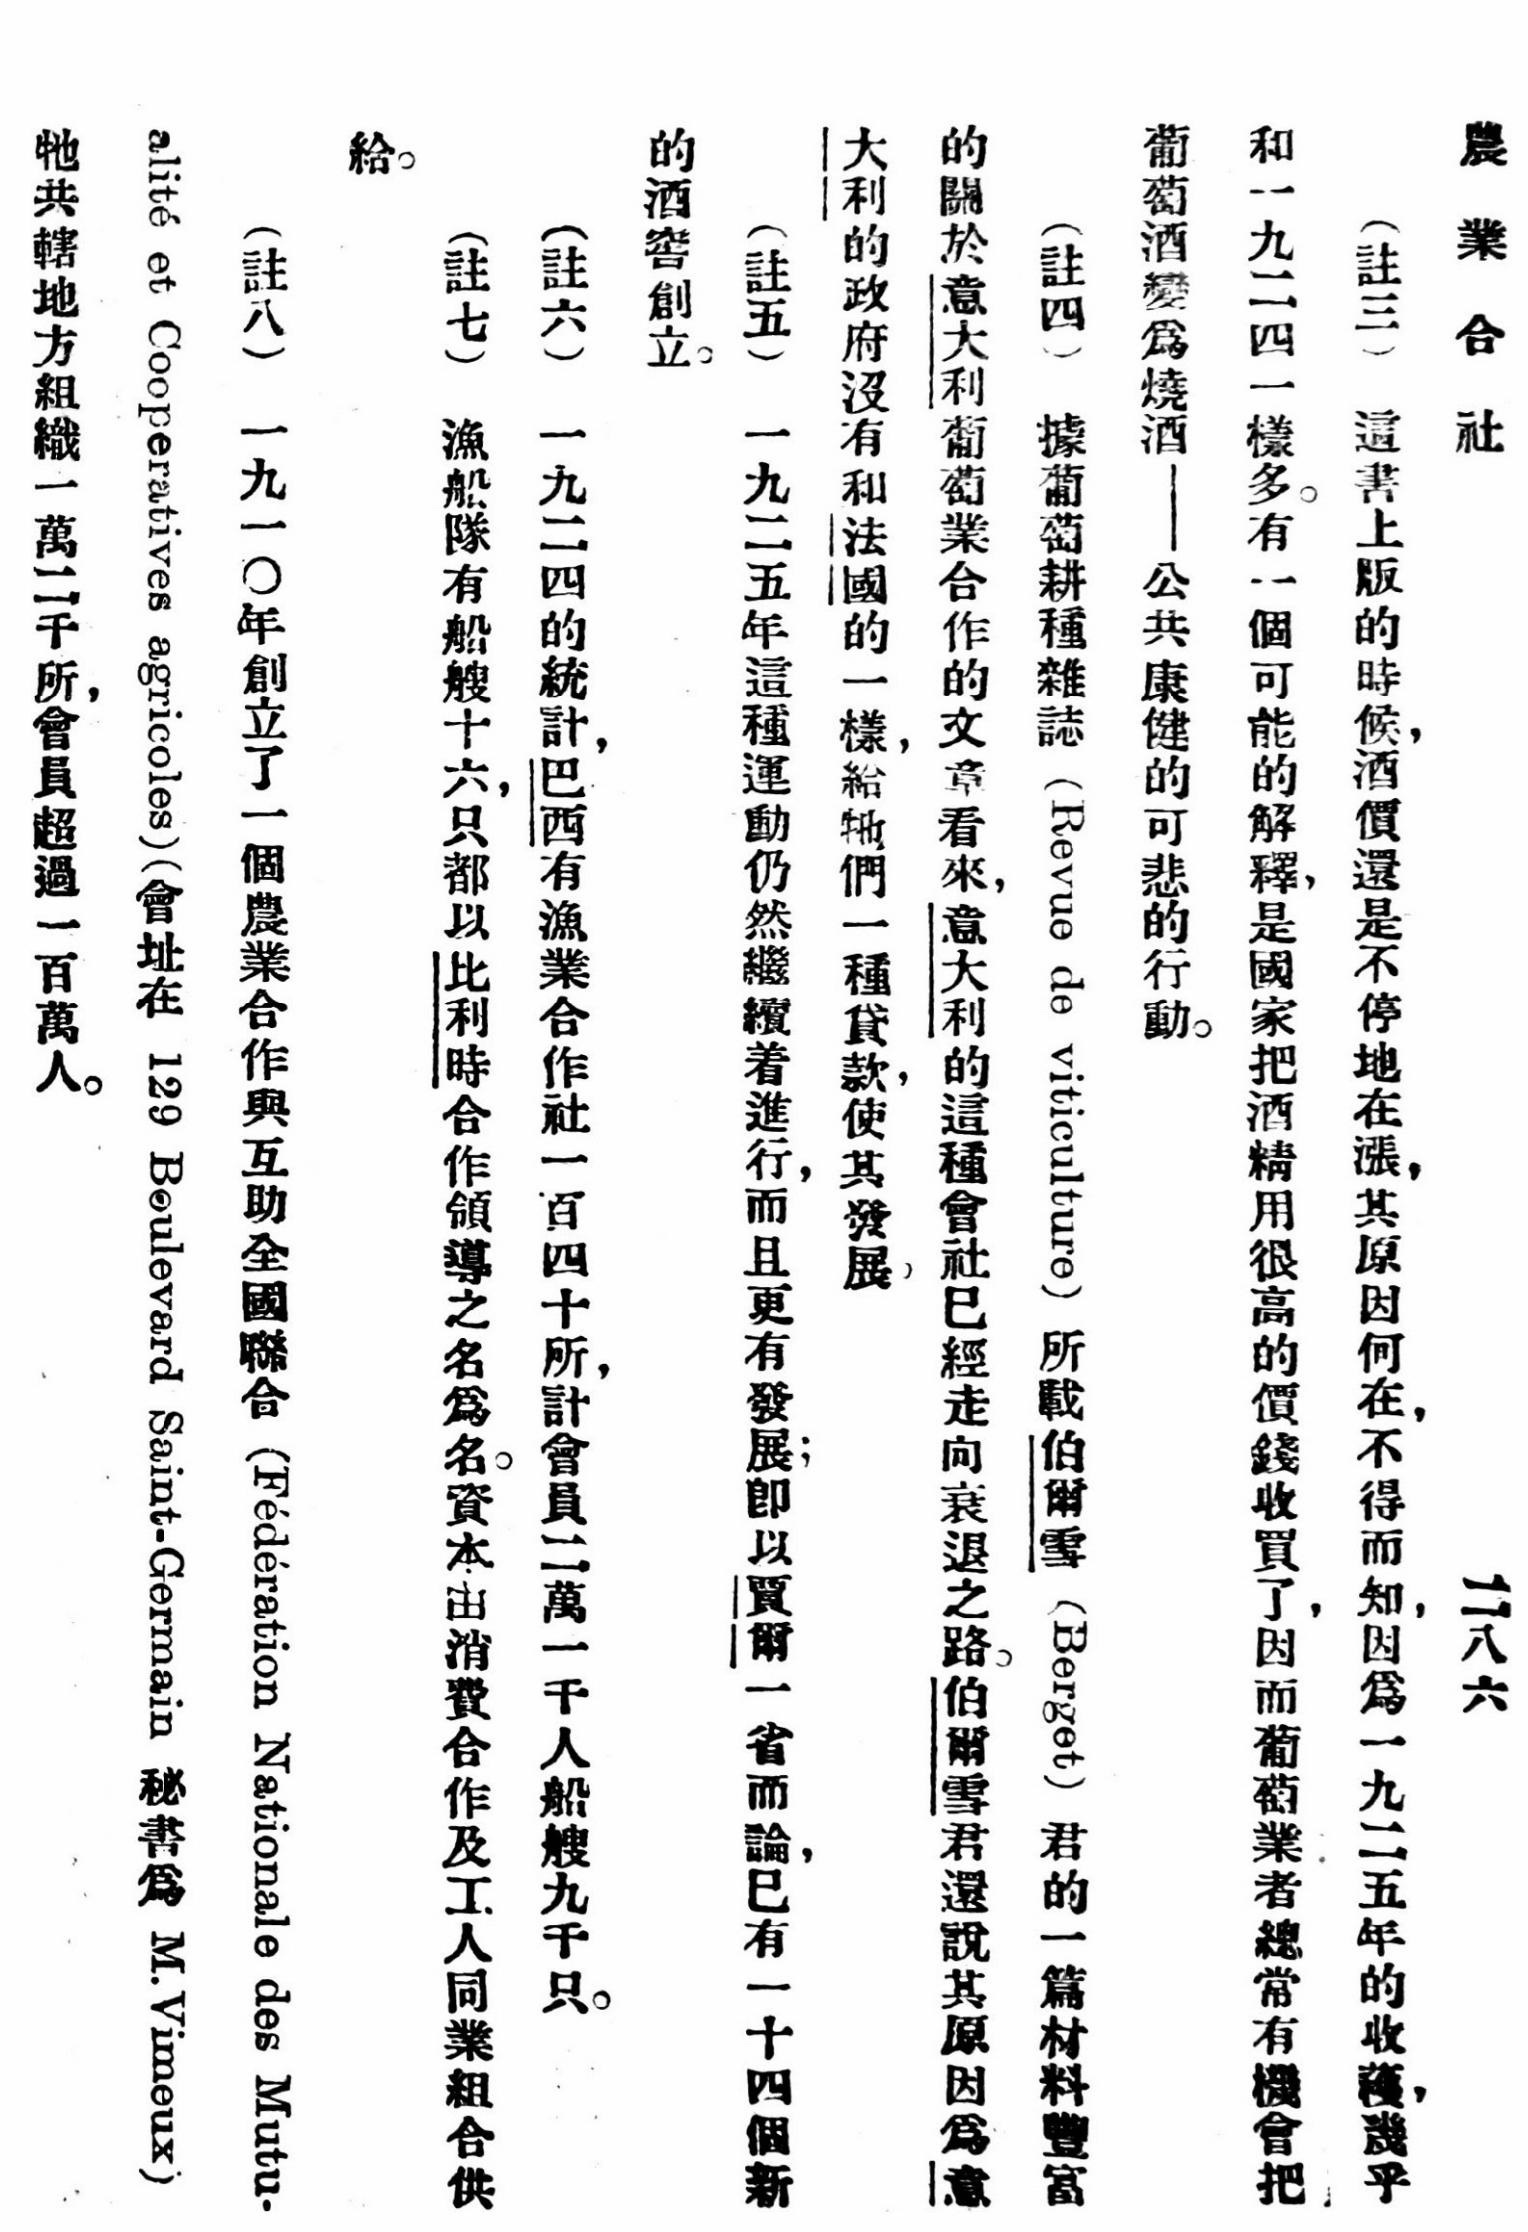 農業合社
二八六
（註三）　這書上版的時候，酒價還是不停地在漲，其原因何在，不得而知，因爲一九二五年的收穫，幾乎
和一九二四一樣多。有一個可能的解釋，是國家把酒精用很高的價錢收買了，因而葡萄業者總常有機會把
葡萄酒變爲燒酒——公共康健的可悲的行動。
（註四）　據葡萄耕種雜誌（Revue de viticulture）所載伯爾雪（Berget）君的一篇材料豐富
的關於意大利葡萄業合作的文章看來，意大利的這種會社已經走向衰退之路。伯爾雪君還說其原因爲意
大利的政府沒有和法國的一樣，給牠們一種貸款，使其發展。
（註五）　一九二五年這種運動仍然繼續着進行，而且更有發展；卽以賈爾一省而論，已有一十四個新
的酒窖創立。
（註六）　一九二四的統計，巴西有漁業合作社一百四十所，計會員二萬一千人船艘九千只。
（註七）　漁船隊有船艘十六，只都以比利時合作領導之名爲名。資本由消費合作及工人同業組合供
給。
（註八）　一九一〇年創立了一個農業合作與互助全國聯合（Fédération Nationale des Mutu-
alité et Cooperatives agricoles）（會址在 129 Boulevard Saint-Germain 秘書爲 M. Vimeux）
牠共轄地方組織一萬二千所，會員超過一百萬人。